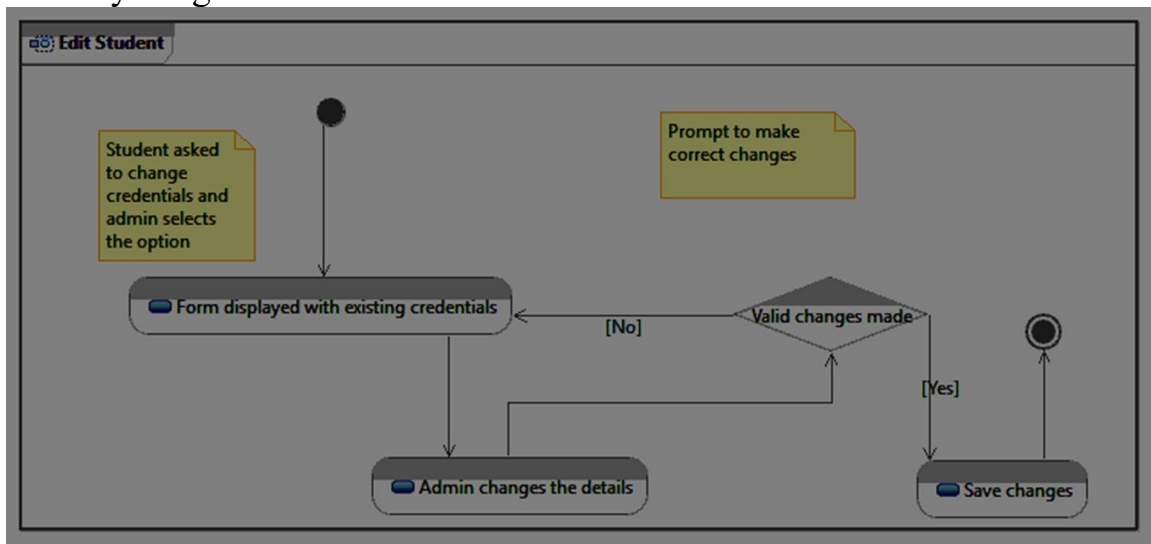 Edit Student
Student asked
to change
credentials and
admin selects
the option
Prompt to make
correct changes
Form displayed with existing credentials
[No]
Valid changes made
[Yes]
Admin changes the details
Save changes